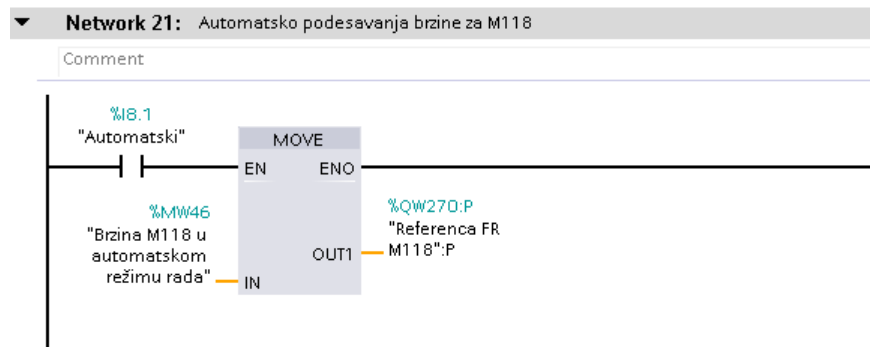 Network 21: Automatsko podesavanja brzine za M118
Comment
%I8.1
"Automatski"
MOVE
EN ENO
%MW46
"Brzina M118 u
automatskom
režimu rada"
IN
%QW270:P
"Referenca FR
M118":P
OUT1